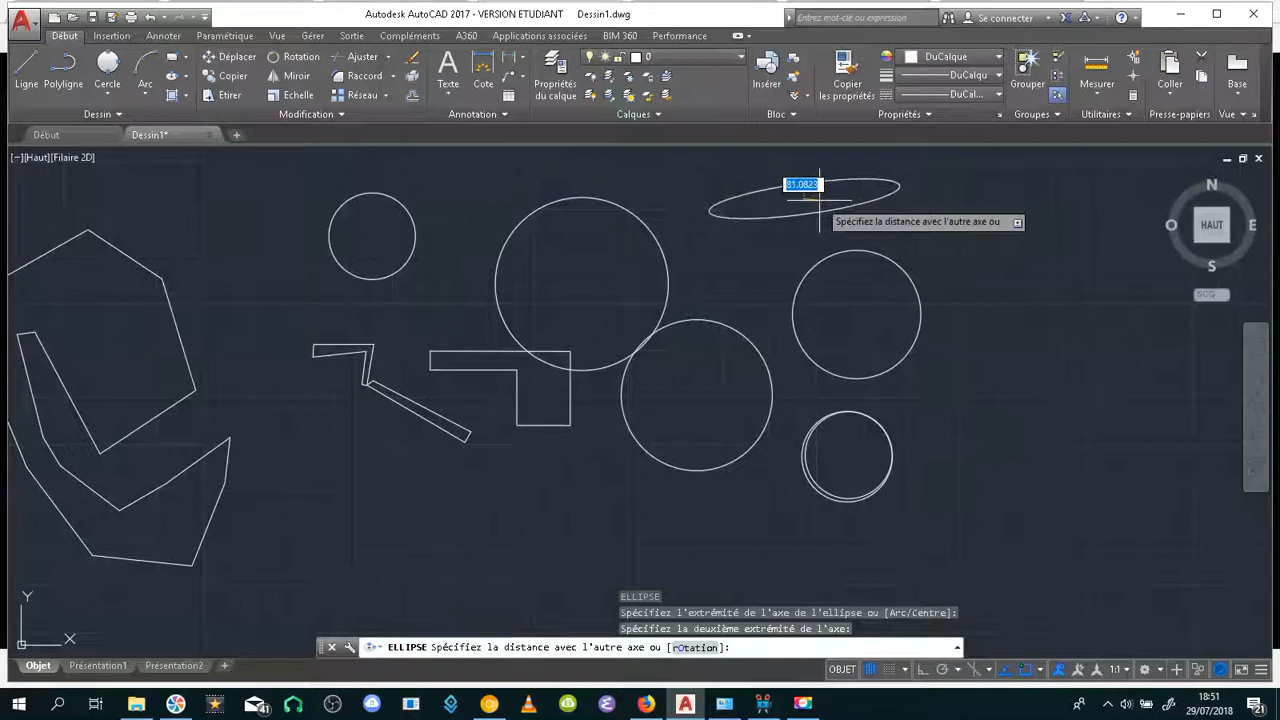 Autodesk AutoCAD 2017 - VERSION ETUDIANT Dessin1.dwg
Entrez mot-clé ou expression
Se connecter
Début Insertion Annoter Paramétrique Vue Gérer Sortie Compléments A360 Applications associées BIM 360 Performance
Ligne Polyligne Cercle Arc
Déplacer Rotation Ajuster
Copier Miroir Raccord
Etirer Echelle Réseau
Texte Cote
Propriétés
du calque
0
Insérer
Copier
les propriétés
DuCalque
DuCalqu
DuCal...
Grouper Mesurer Coller Base
Dessin Modification Annotation Calques Bloc Propriétés Groupes Utilitaires Presse-papiers Vue
Début Dessin1*
[−][Haut][Filaire 2D]
81.0823
Spécifiez la distance avec l'autre axe ou
N
O HAUT E
S
SCG
Y
X
ELLIPSE
Spécifiez l'extrémité de l'axe de l'ellipse ou [Arc/Centre]:
Spécifiez la deuxième extrémité de l'axe:
ELLIPSE Spécifiez la distance avec l'autre axe ou [rOtation]:
Objet Présentation1 Présentation2
OBJET 1:1
41
18:51
29/07/2018
21